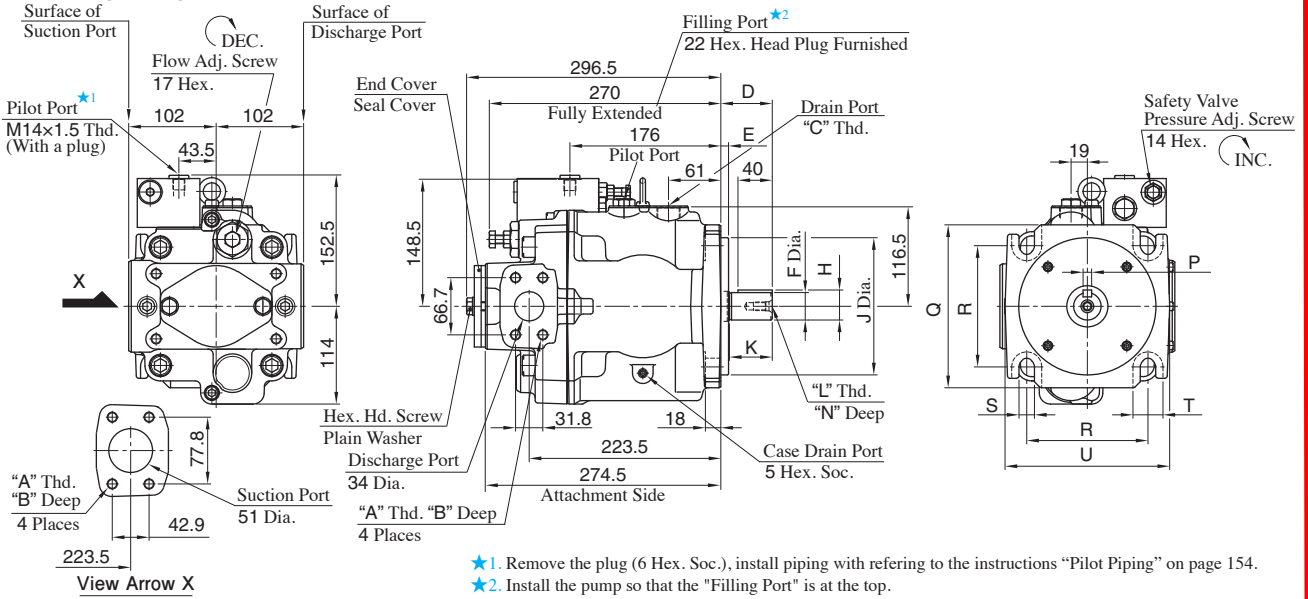 Surface of
Suction Port
DEC.
Surface of
Discharge Port
Flow Adj. Screw
17 Hex.
Pilot Port★1
M14×1.5 Thd.
(With a plug)
102
102
43.5
152.5
114
X
End Cover
Seal Cover
Filling Port★2
22 Hex. Head Plug Furnished
296.5
270
Fully Extended
D
Drain Port
"C" Thd.
176
E
Pilot Port
61
40
148.5
66.7
F Dia.
H
J Dia.
116.5
K
"L" Thd.
"N" Deep
Hex. Hd. Screw
Plain Washer
Discharge Port
34 Dia.
31.8
18
Case Drain Port
5 Hex. Soc.
223.5
274.5
Attachment Side
"A" Thd. "B" Deep
4 Places
Safety Valve
Pressure Adj. Screw
14 Hex.
INC.
19
P
Q
R
S
T
R
U
77.8
"A" Thd.
"B" Deep
4 Places
Suction Port
51 Dia.
42.9
223.5
View Arrow X
★1. Remove the plug (6 Hex. Soc.), install piping with refering to the instructions "Pilot Piping" on page 154.
★2. Install the pump so that the "Filling Port" is at the top.